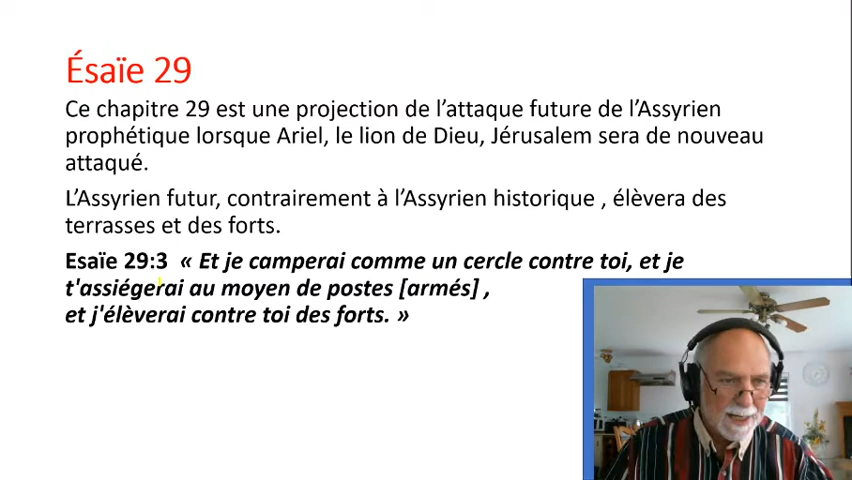 Ésaïe 29
Ce chapitre 29 est une projection de l'attaque future de l'Assyrien
prophétique lorsque Ariel, le lion de Dieu, Jérusalem sera de nouveau
attaqué.
L'Assyrien futur, contrairement à l'Assyrien historique , élèvera des
terrasses et des forts.
Esaïe 29:3 « Et je camperai comme un cercle contre toi, et je
t'assiégerai au moyen de postes [armés] ,
et j'élèverai contre toi des forts. »